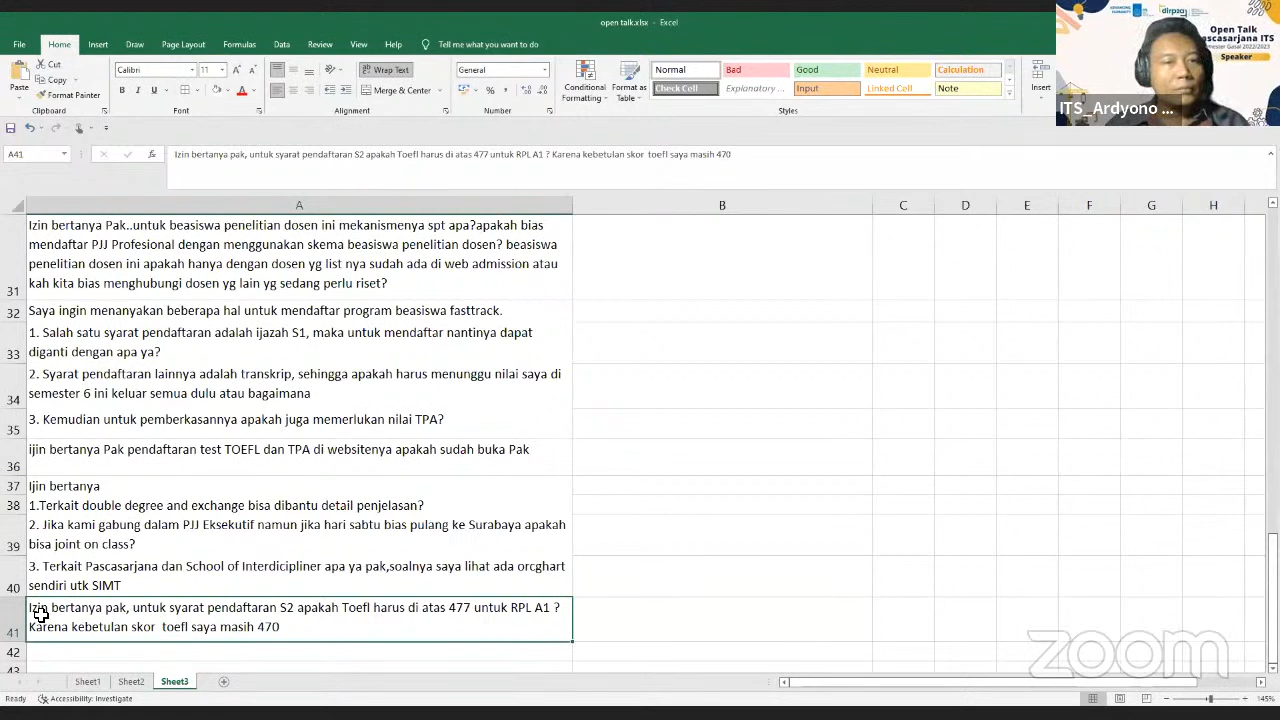 open talk.xlsx - Excel
File Home Insert Draw Page Layout Formulas Data Review View Help Tell me what you want to do
Paste
Cut
Copy
Format Painter
Clipboard
Calibri 11
B I U
Font
Wrap Text
Merge & Center
Alignment
General
Number
Conditional Formatting
Format as Table
Normal Bad Good Neutral Calculation
Check Cell Explanatory ... Input Linked Cell Note
Styles
Insert
Open Talk
Pascasarjana ITS
Semester Gasal 2022/2023
Speaker
ITS_Ardyono ...
A41 fx Izin bertanya pak, untuk syarat pendaftaran S2 apakah Toefl harus di atas 477 untuk RPL A1 ? Karena kebetulan skor toefl saya masih 470
A B C D E F G H
Izin bertanya Pak..untuk beasiswa penelitian dosen ini mekanismenya spt apa?apakah bias
mendaftar PJJ Profesional dengan menggunakan skema beasiswa penelitian dosen? beasiswa
penelitian dosen ini apakah hanya dengan dosen yg list nya sudah ada di web admission atau
31 kah kita bias menghubungi dosen yg lain yg sedang perlu riset?
32 Saya ingin menanyakan beberapa hal untuk mendaftar program beasiswa fasttrack.
1. Salah satu syarat pendaftaran adalah ijazah S1, maka untuk mendaftar nantinya dapat
33 diganti dengan apa ya?
2. Syarat pendaftaran lainnya adalah transkrip, sehingga apakah harus menunggu nilai saya di
34 semester 6 ini keluar semua dulu atau bagaimana
35 3. Kemudian untuk pemberkasannya apakah juga memerlukan nilai TPA?
36 ijin bertanya Pak pendaftaran test TOEFL dan TPA di websitenya apakah sudah buka Pak
37 Ijin bertanya
38 1.Terkait double degree and exchange bisa dibantu detail penjelasan?
2. Jika kami gabung dalam PJJ Eksekutif namun jika hari sabtu bias pulang ke Surabaya apakah
39 bisa joint on class?
3. Terkait Pascasarjana dan School of Interdicipliner apa ya pak,soalnya saya lihat ada orcghart
40 sendiri utk SIMT
Izin bertanya pak, untuk syarat pendaftaran S2 apakah Toefl harus di atas 477 untuk RPL A1 ?
41 Karena kebetulan skor toefl saya masih 470
42
43
zoom
Sheet1 Sheet2 Sheet3
Ready Accessibility: Investigate 145%